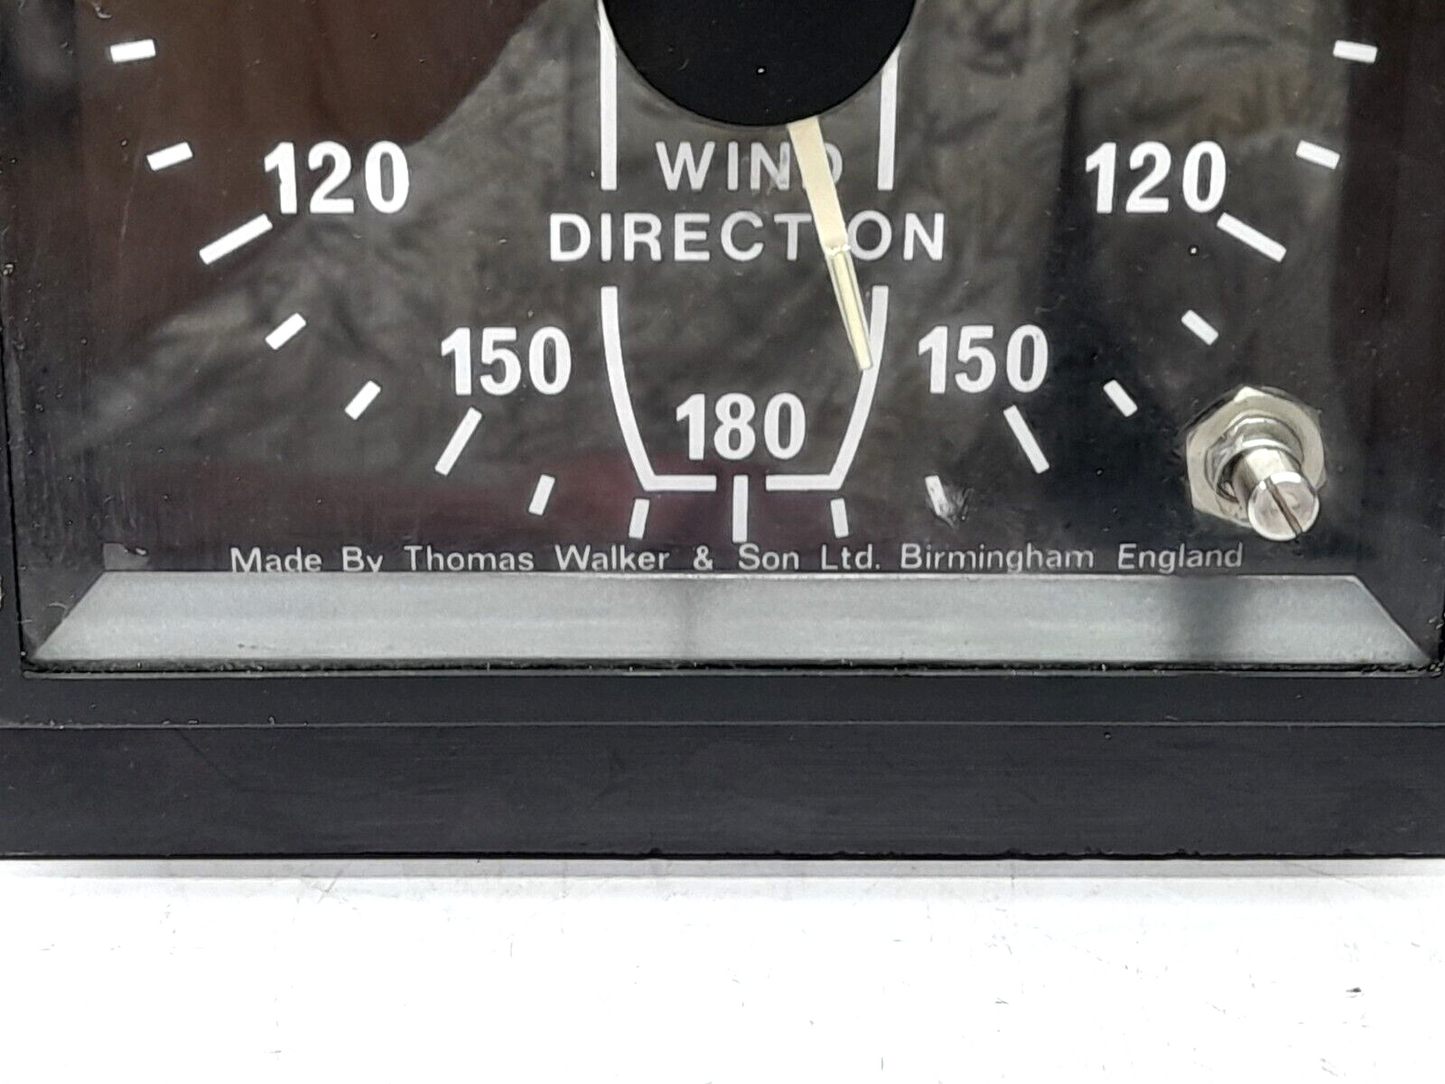 120 120
WIND
DIRECTION
150 150
180
Made By Thomas Walker & Son Ltd. Birmingham England